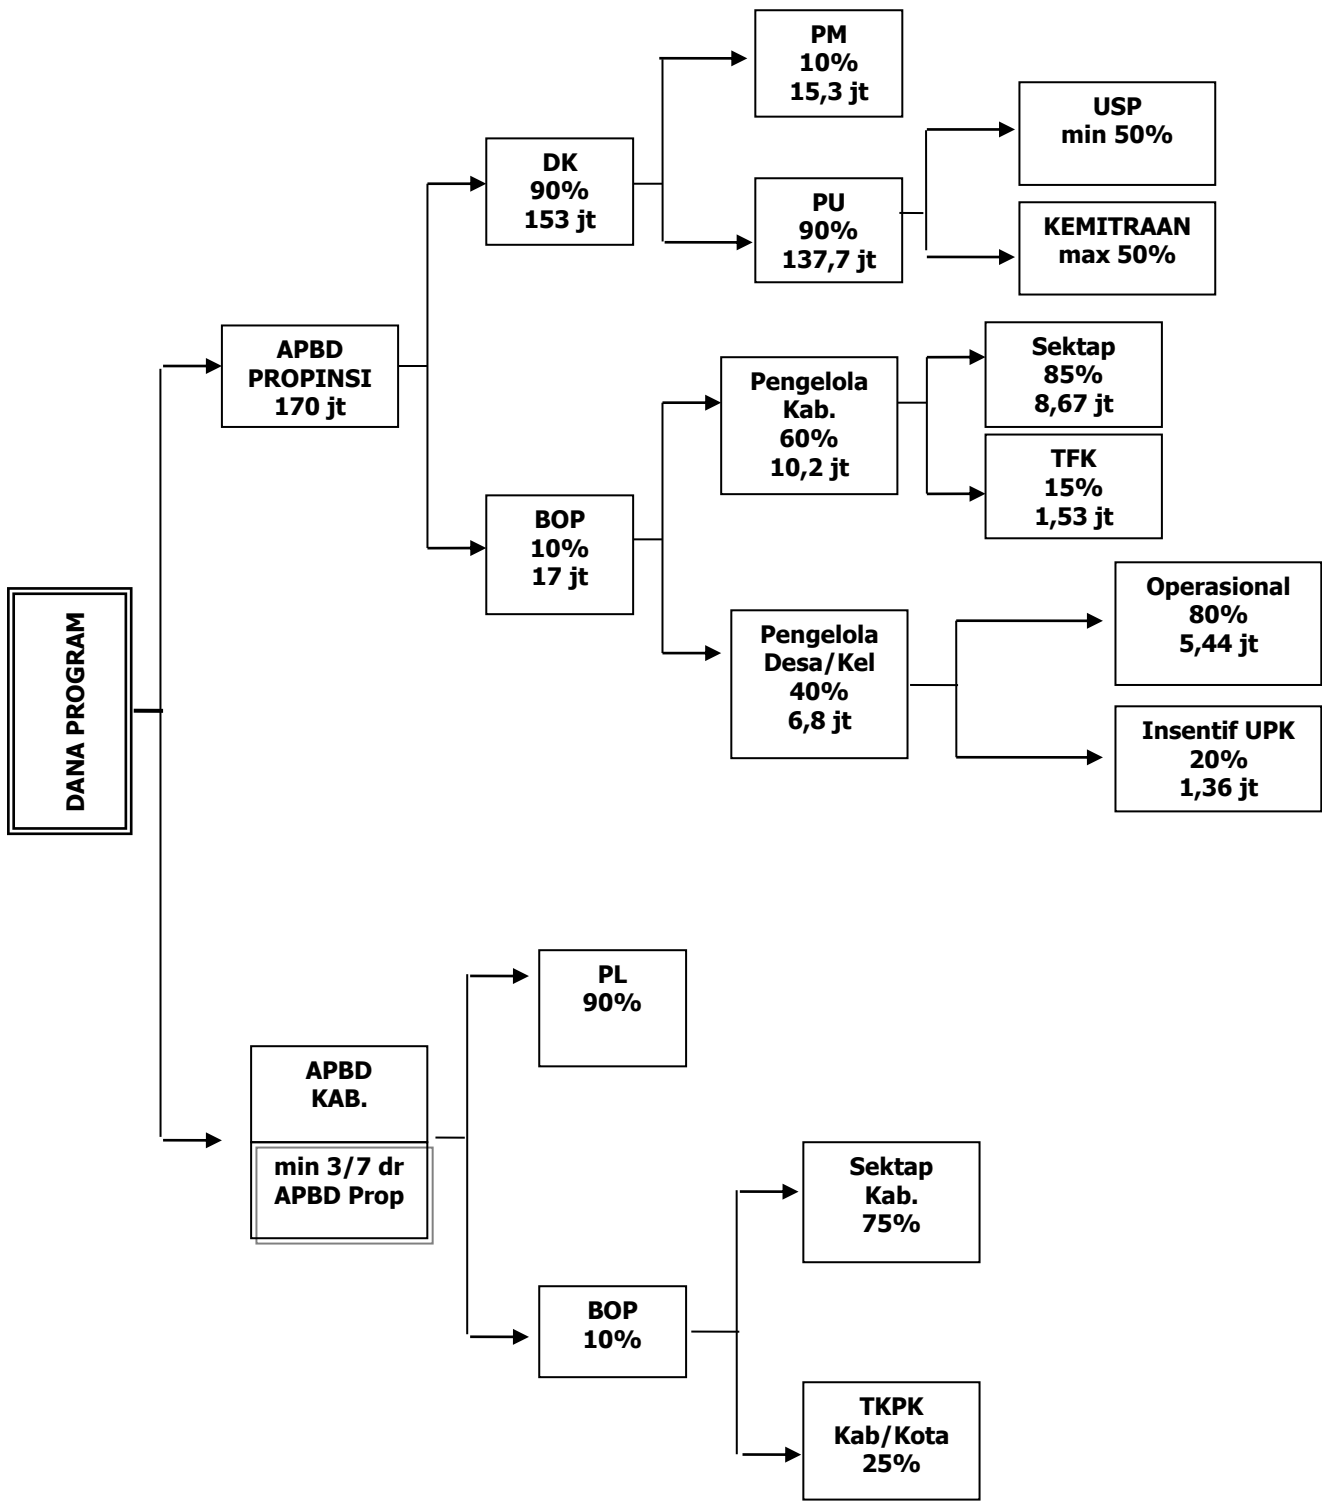 PM
10%
15,3 jt
USP
min 50%
DK
90%
153 jt
PU
90%
137,7 jt
KEMITRAAN
max 50%
APBD
PROPINSI
170 jt
Pengelola
Kab.
60%
10,2 jt
Sektap
85%
8,67 jt
TFK
15%
1,53 jt
BOP
10%
17 jt
Pengelola
Desa/Kel
40%
6,8 jt
Operasional
80%
5,44 jt
Insentif UPK
20%
1,36 jt
DANA PROGRAM
PL
90%
APBD
KAB.
min 3/7 dr
APBD Prop
Sektap
Kab.
75%
BOP
10%
TKPK
Kab/Kota
25%